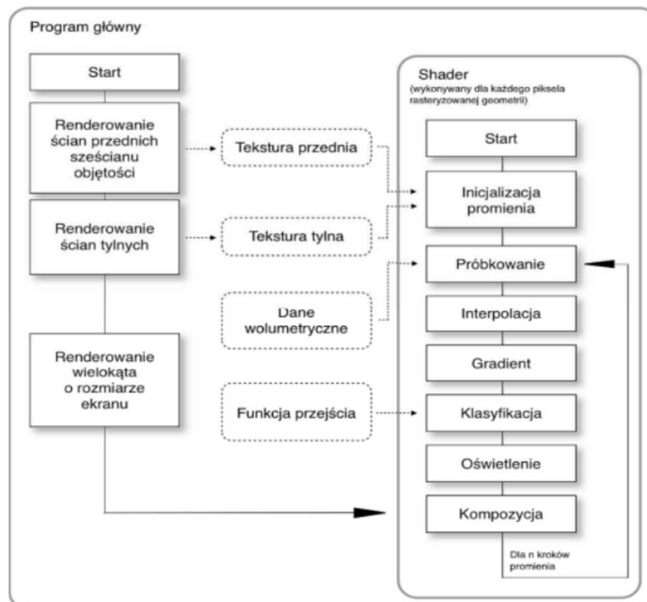 Program główny
Start
Renderowanie
ścian przednich
sześcianu
objętości
Renderowanie
ścian tylnych
Renderowanie
wielokąta
o rozmiarze
ekranu
Tekstura przednia
Tekstura tylna
Dane
wolumetryczne
Funkcja przejścia
Shader
(wykonywany dla każdego piksela
rasteryzowanej geometrii)
Start
Inicjalizacja
promienia
Próbkowanie
Interpolacja
Gradient
Klasyfikacja
Oświetlenie
Kompozycja
Dla n kroków
promienia